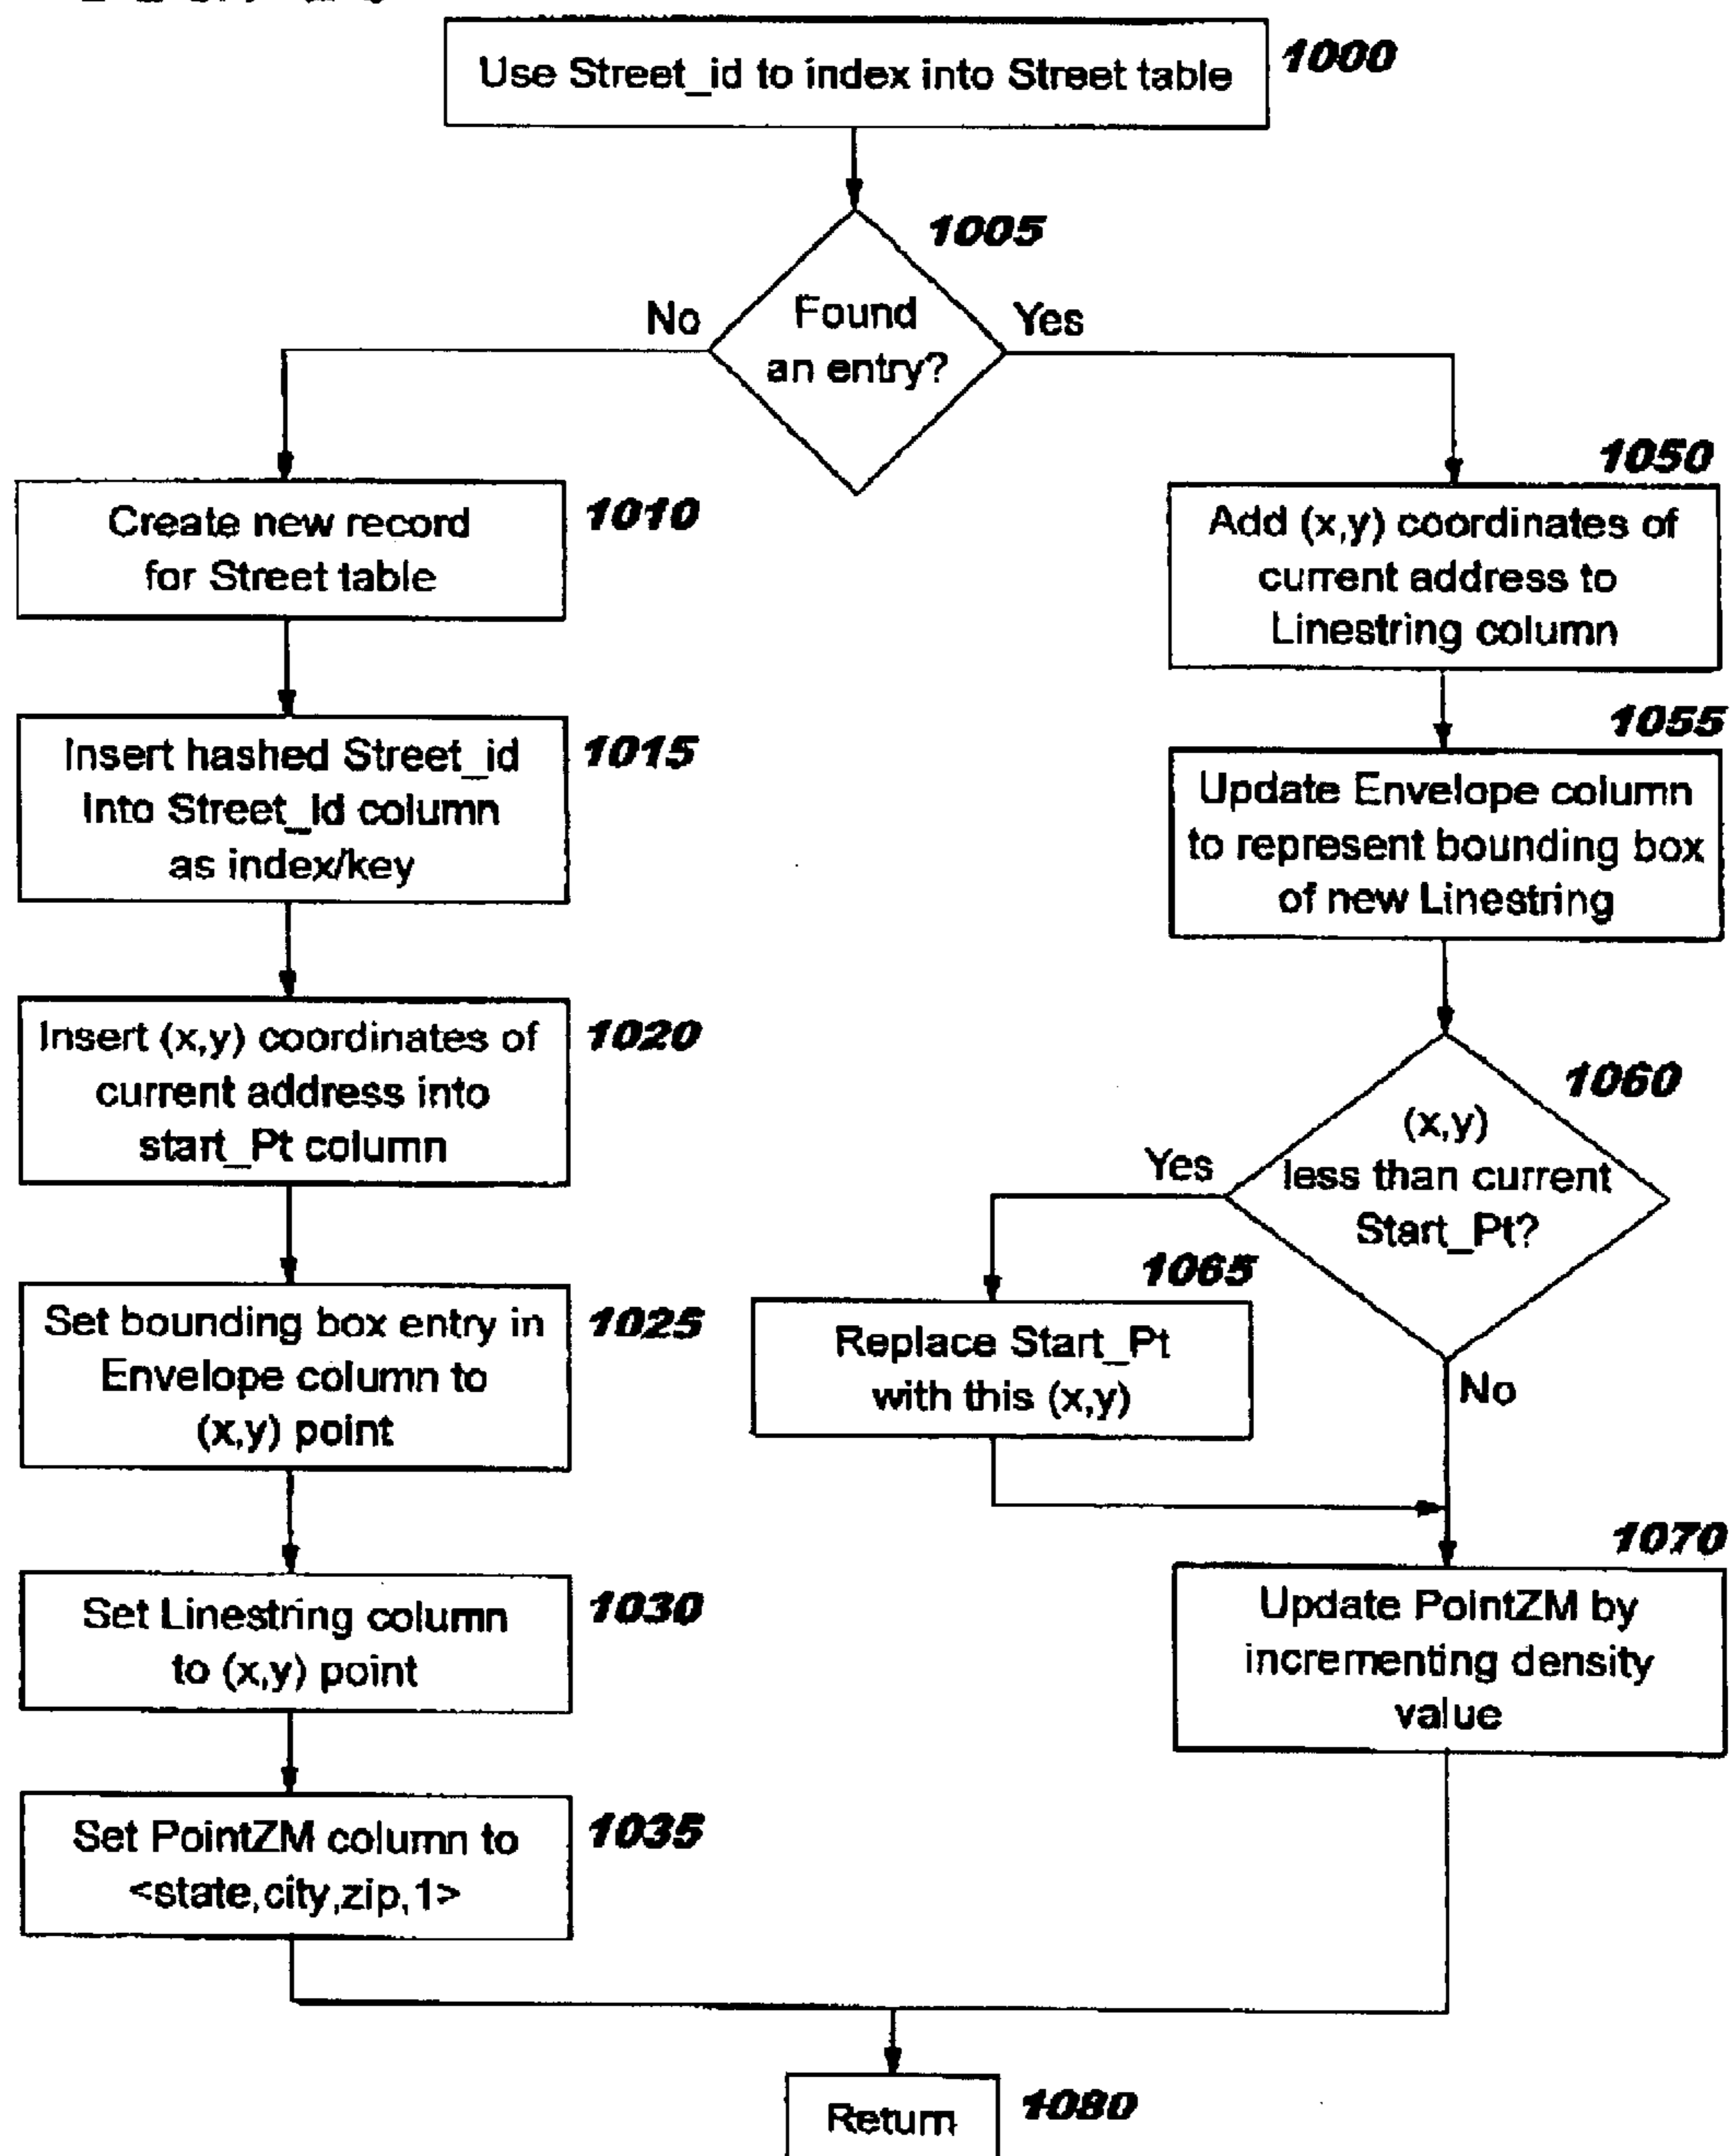 Use Street_id to index into Street table
1000
1005
No
Found
an entry?
Yes
Create new record
for Street table
1010
Insert hashed Street_id
into Street_id column
as index/key
1015
Insert (x,y) coordinates of
current address into
start_Pt column
1020
Set bounding box entry in
Envelope column to
(x,y) point
1025
Set Linestring column
to (x,y) point
1030
Set PointZM column to
<state,city,zip,1>
1035
1050
Add (x,y) coordinates of
current address to
Linestring column
1055
Update Envelope column
to represent bounding box
of new Linestring
1060
(x,y)
less than current
Start_Pt?
Yes
1065
Replace Start_Pt
with this (x,y)
No
1070
Update PointZM by
incrementing density
value
Return
1080